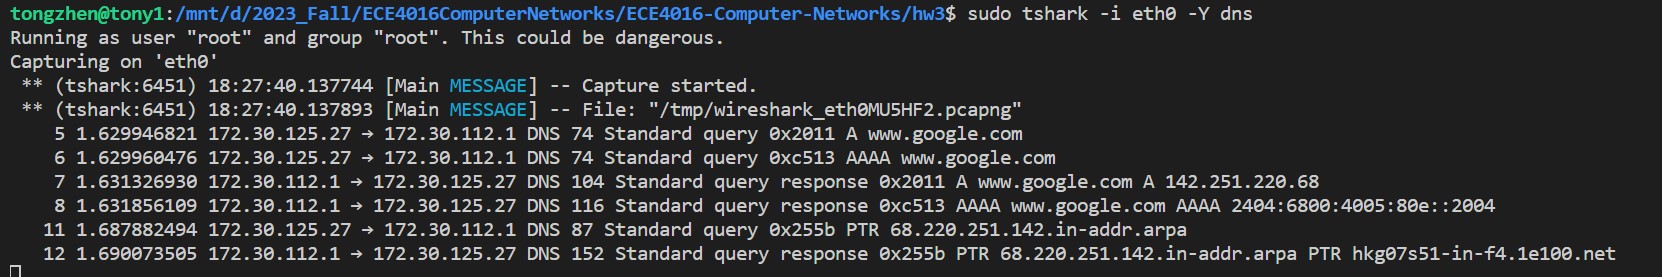 tongzhen@tony1:/mnt/d/2023_Fall/ECE4016ComputerNetworks/ECE4016-Computer-Networks/hw3$ sudo tshark -i eth0 -Y dns
Running as user "root" and group "root". This could be dangerous.
Capturing on 'eth0'
 ** (tshark:6451) 18:27:40.137744 [Main MESSAGE] -- Capture started.
 ** (tshark:6451) 18:27:40.137893 [Main MESSAGE] -- File: "/tmp/wireshark_eth0MU5HF2.pcapng"
    5 1.629946821 172.30.125.27 → 172.30.112.1 DNS 74 Standard query 0x2011 A www.google.com
    6 1.629960476 172.30.125.27 → 172.30.112.1 DNS 74 Standard query 0xc513 AAAA www.google.com
    7 1.631326930 172.30.112.1 → 172.30.125.27 DNS 104 Standard query response 0x2011 A www.google.com A 142.251.220.68
    8 1.631856109 172.30.112.1 → 172.30.125.27 DNS 116 Standard query response 0xc513 AAAA www.google.com AAAA 2404:6800:4005:80e::2004
   11 1.687882494 172.30.125.27 → 172.30.112.1 DNS 87 Standard query 0x255b PTR 68.220.251.142.in-addr.arpa
   12 1.690073505 172.30.112.1 → 172.30.125.27 DNS 152 Standard query response 0x255b PTR 68.220.251.142.in-addr.arpa PTR hkg07s51-in-f4.1e100.net